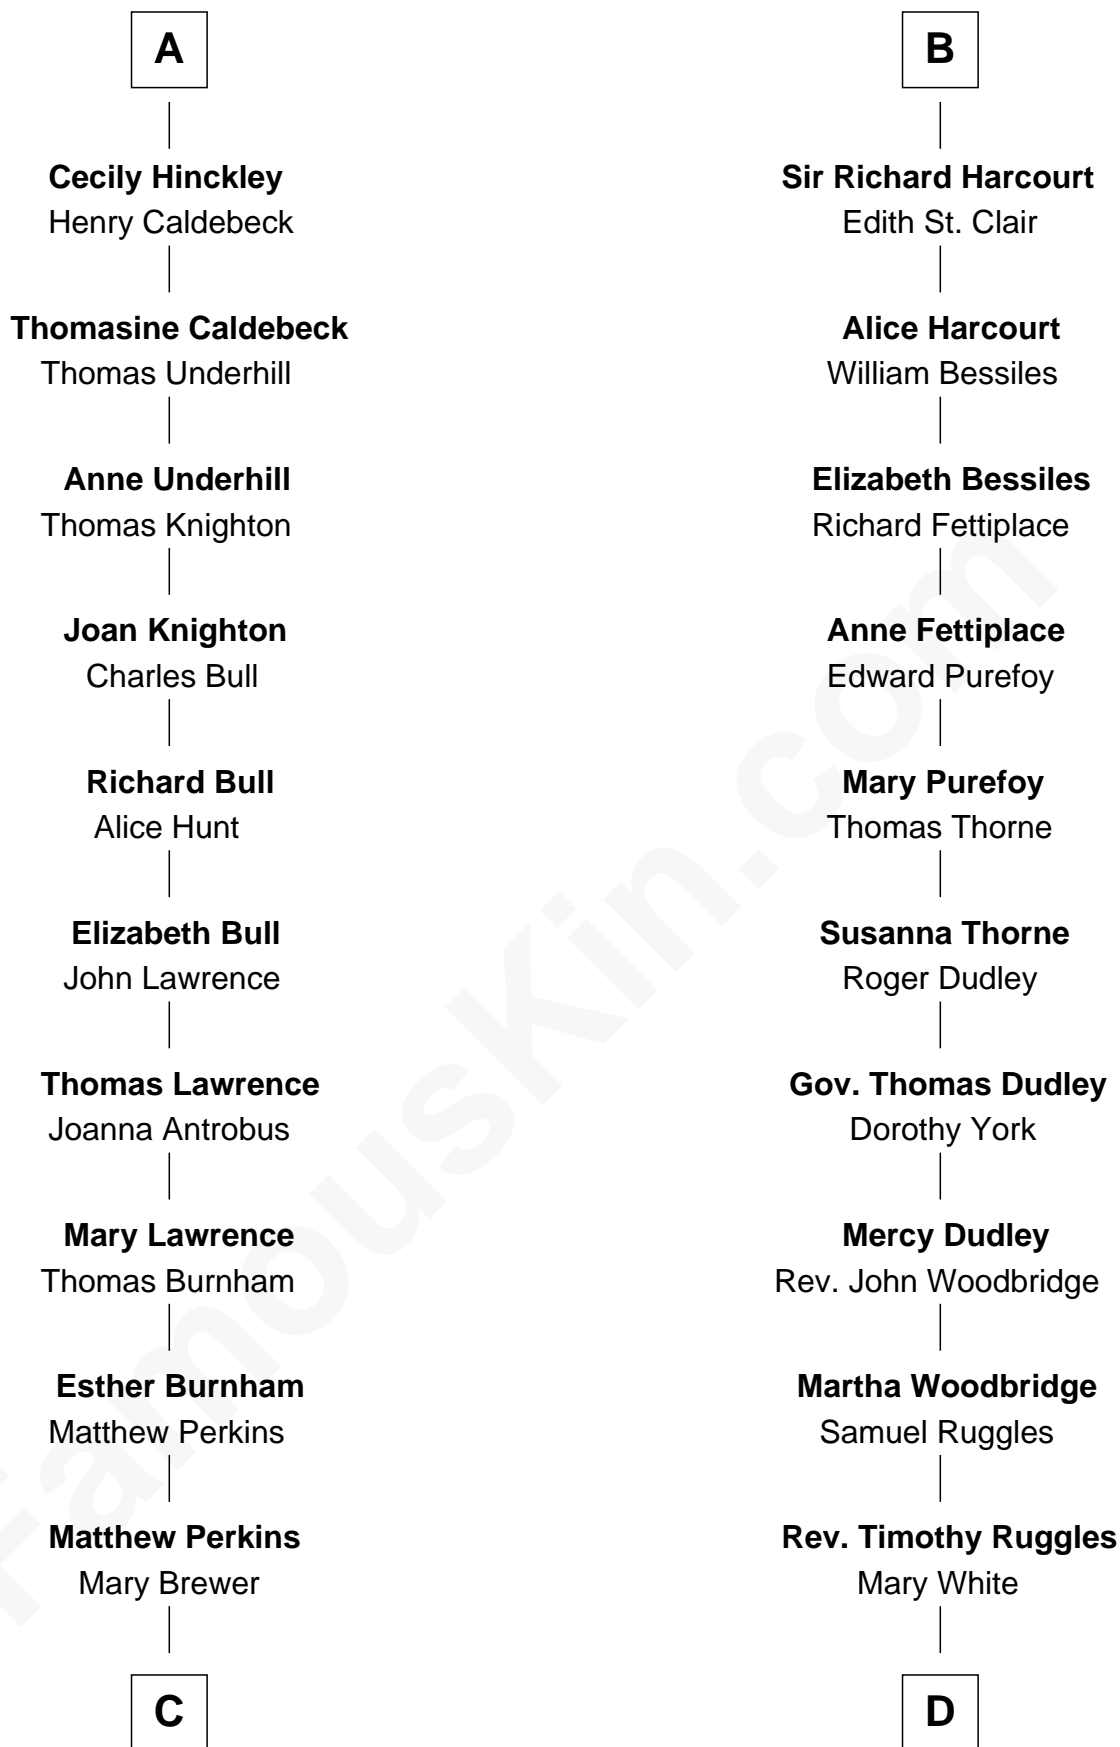 A
Cecily Hinckley
Henry Caldebeck
Thomasine Caldebeck
Thomas Underhill
Anne Underhill
Thomas Knighton
Joan Knighton
Charles Bull
Richard Bull
Alice Hunt
Elizabeth Bull
John Lawrence
Thomas Lawrence
Joanna Antrobus
Mary Lawrence
Thomas Burnham
Esther Burnham
Matthew Perkins
Matthew Perkins
Mary Brewer
C
B
Sir Richard Harcourt
Edith St. Clair
Alice Harcourt
William Bessiles
Elizabeth Bessiles
Richard Fettiplace
Anne Fettiplace
Edward Purefoy
Mary Purefoy
Thomas Thorne
Susanna Thorne
Roger Dudley
Gov. Thomas Dudley
Dorothy York
Mercy Dudley
Rev. John Woodbridge
Martha Woodbridge
Samuel Ruggles
Rev. Timothy Ruggles
Mary White
D
FamousKin.com